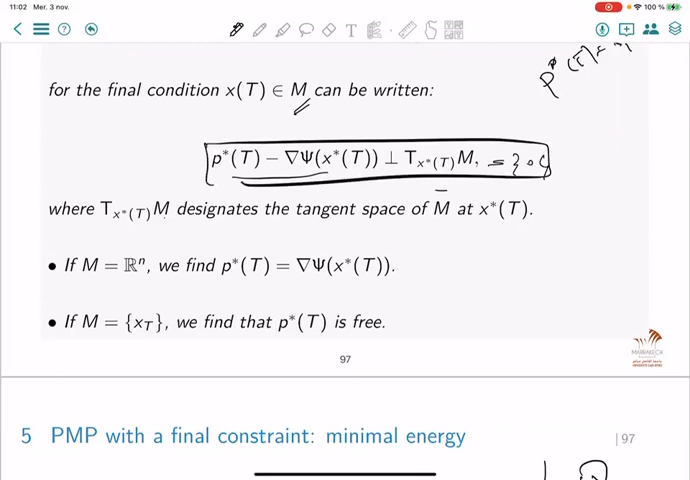 11:02 Mar. 3 nov.
100 %
for the final condition x(T) ∈ M can be written:
p*(T) − ∇Ψ(x*(T)) ⊥ T_{x*(T)}M,
where T_{x*(T)}M designates the tangent space of M at x*(T).
• If M = ℝⁿ, we find p*(T) = ∇Ψ(x*(T)).
• If M = {x_T}, we find that p*(T) is free.
MARRAKECH
97
5 PMP with a final constraint: minimal energy
| 97